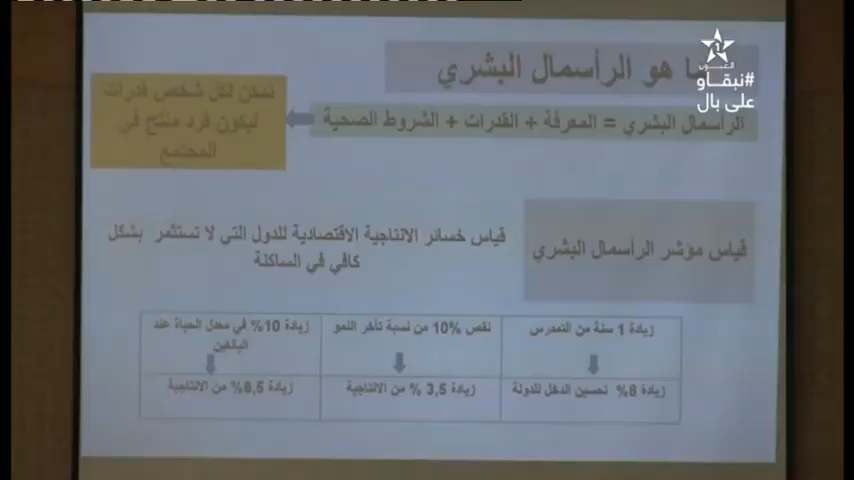 العيون
#نبقاو
على بال
ما هو الرأسمال البشري
الرأسمال البشري = المعرفة + القدرات + الشروط الصحية
تمكن لكل شخص قدرات
ليكون فرد منتج في
المجتمع
قياس مؤشر الرأسمال البشري
قياس خسائر الانتاجية الاقتصادية للدول التي لا تستثمر بشكل
كافي في الساكنة
زيادة 1 سنة من التمدرس
نقص 10% من نسبة تأخر النمو
زيادة 10% في معدل الحياة عند
البالغين
زيادة 8% تحسين الدخل للدولة
زيادة 3,5 % من الانتاجية
زيادة 6,5% من الانتاجية